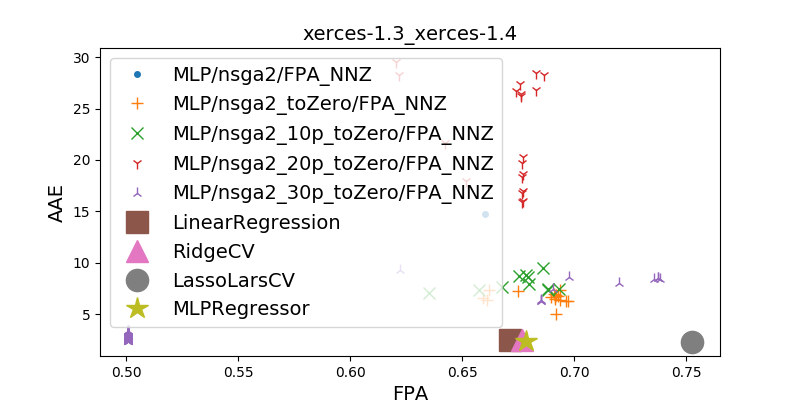 xerces-1.3_xerces-1.4
AAE
30
25
20
15
10
5
MLP/nsga2/FPA_NNZ
MLP/nsga2_toZero/FPA_NNZ
MLP/nsga2_10p_toZero/FPA_NNZ
MLP/nsga2_20p_toZero/FPA_NNZ
MLP/nsga2_30p_toZero/FPA_NNZ
LinearRegression
RidgeCV
LassoLarsCV
MLPRegressor
0.50 0.55 0.60 0.65 0.70 0.75
FPA